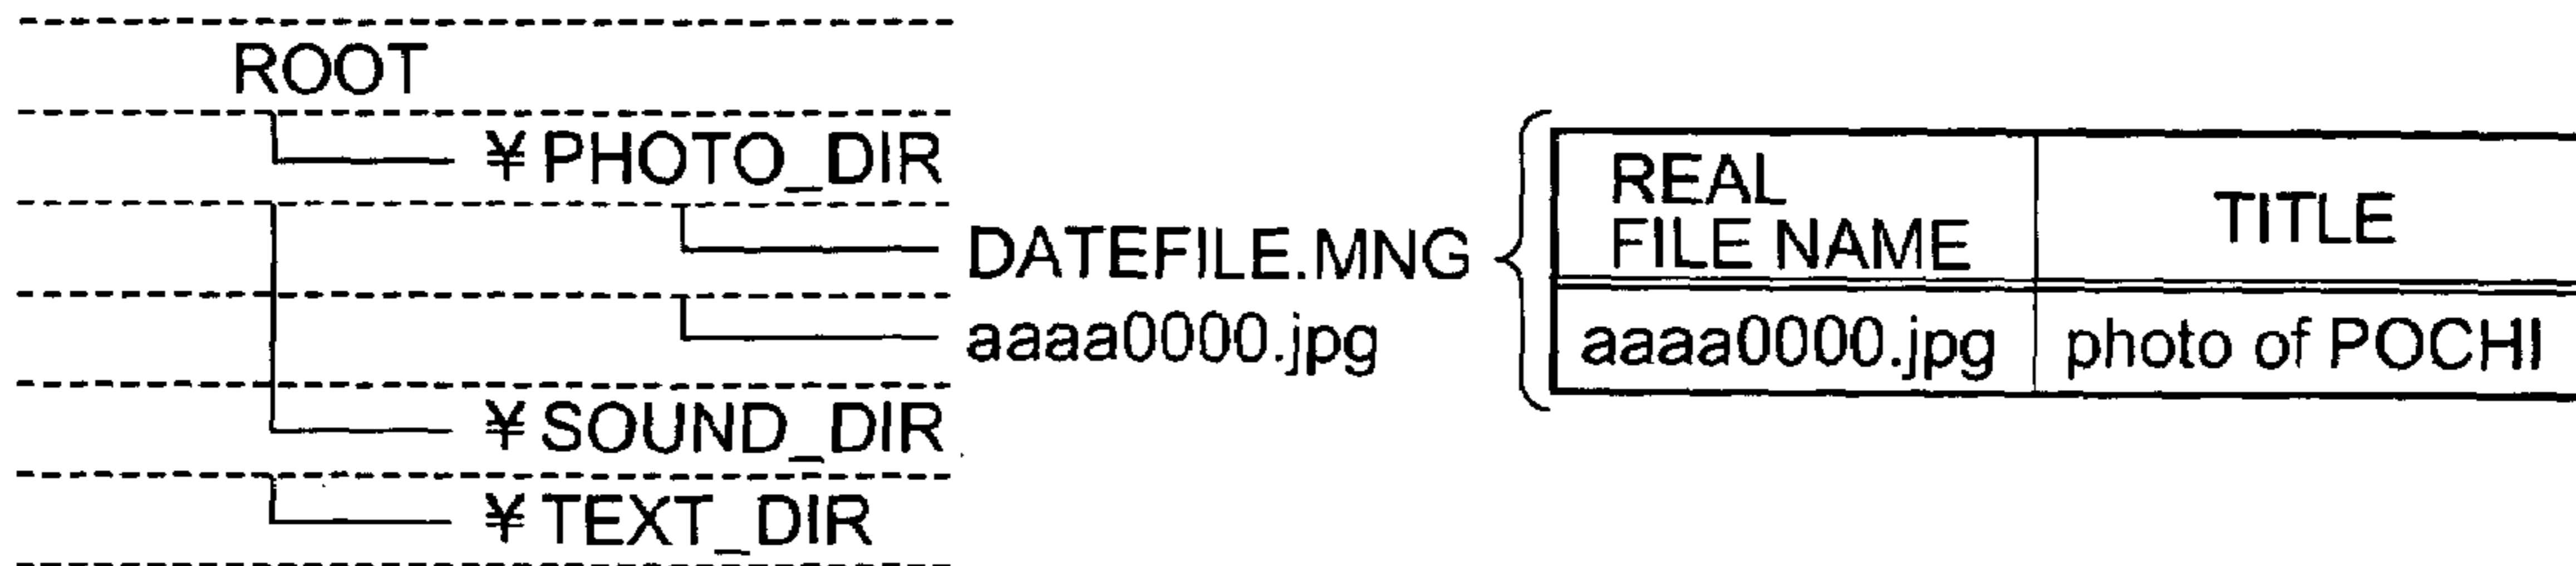 ROOT
¥PHOTO_DIR
DATEFILE.MNG
aaaa0000.jpg
¥SOUND_DIR
¥TEXT_DIR
REAL
FILE NAME
TITLE
aaaa0000.jpg
photo of POCHI